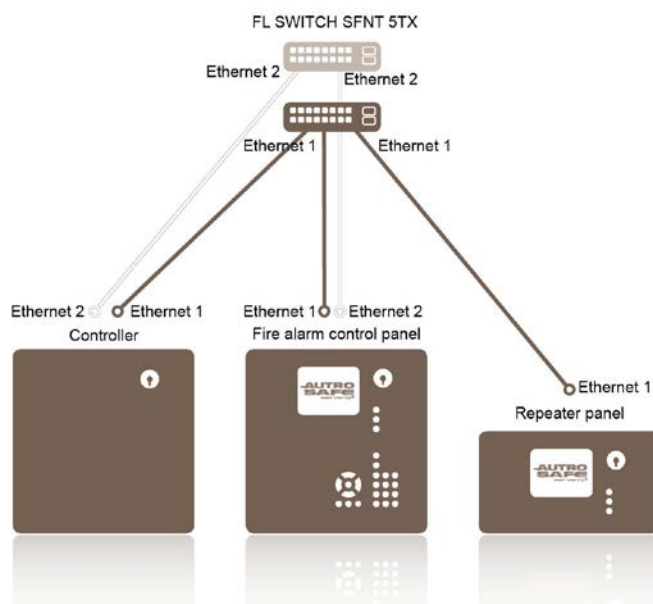 FL SWITCH SFNT 5TX
Ethernet 2
Ethernet 2
Ethernet 1
Ethernet 1
Ethernet 2 Ethernet 1
Ethernet 1 Ethernet 2
Controller
Fire alarm control panel
Ethernet 1
Repeater panel
AUTRO
SAFE
AUTRO
SAFE